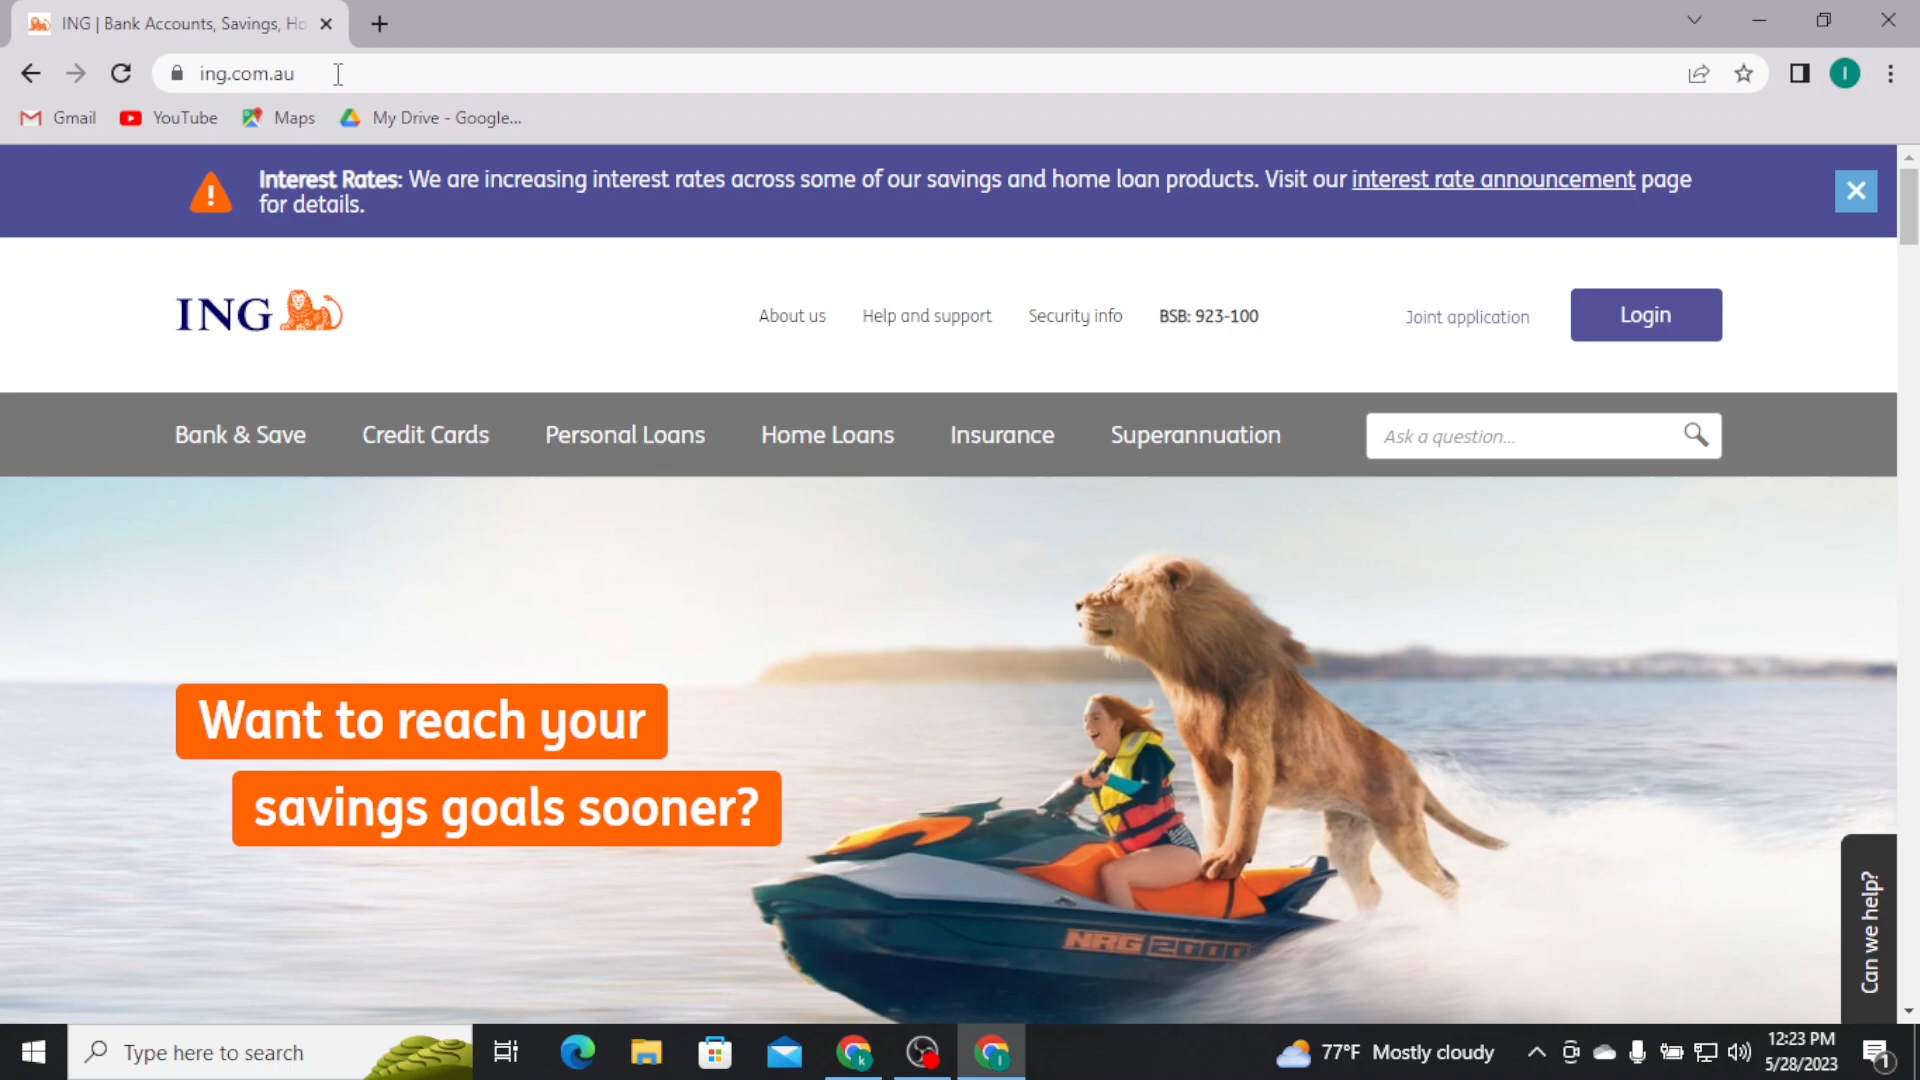 ING | Bank Accounts, Savings, Ho
ing.com.au
Gmail
YouTube
Maps
My Drive - Google...
Interest Rates: We are increasing interest rates across some of our savings and home loan products. Visit our interest rate announcement page
for details.
ING
About us
Help and support
Security info
BSB: 923-100
Joint application
Login
Bank & Save
Credit Cards
Personal Loans
Home Loans
Insurance
Superannuation
Ask a question...
Want to reach your
savings goals sooner?
NRG 2000
Can we help?
Type here to search
77°F Mostly cloudy
12:23 PM
5/28/2023